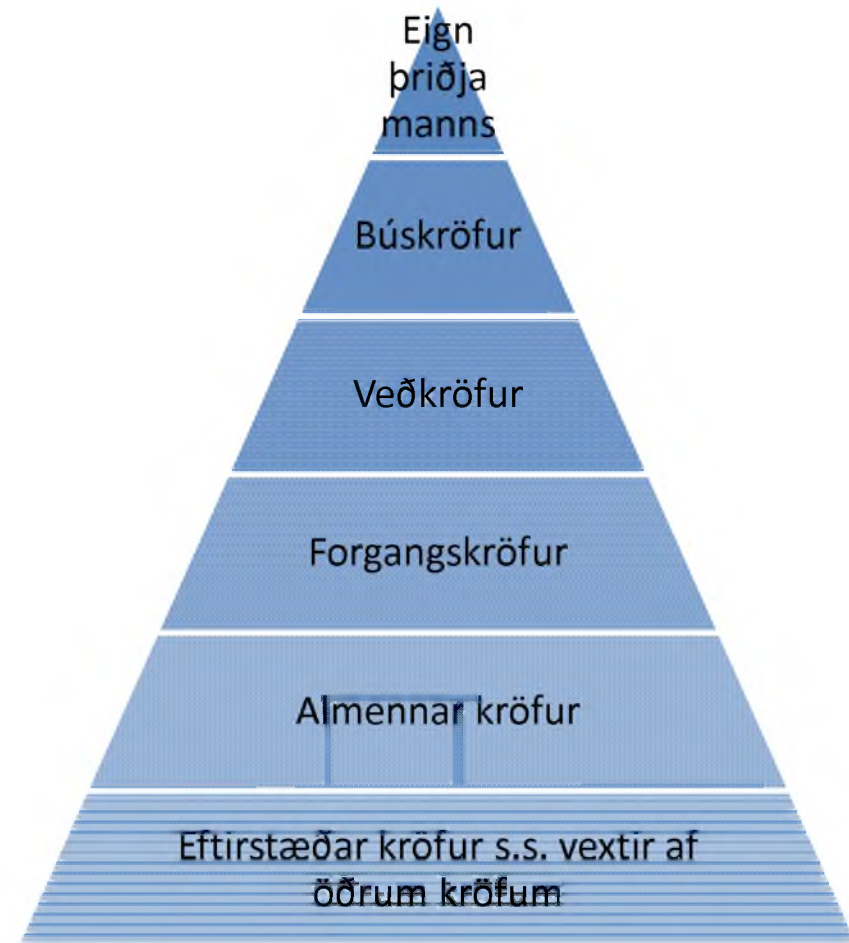 Eign
þriðja
manns
Búskröfur
Veðkröfur
Forgangskröfur
Almennar kröfur
Eftirstæðar kröfur s.s. vextir af
öðrum kröfum